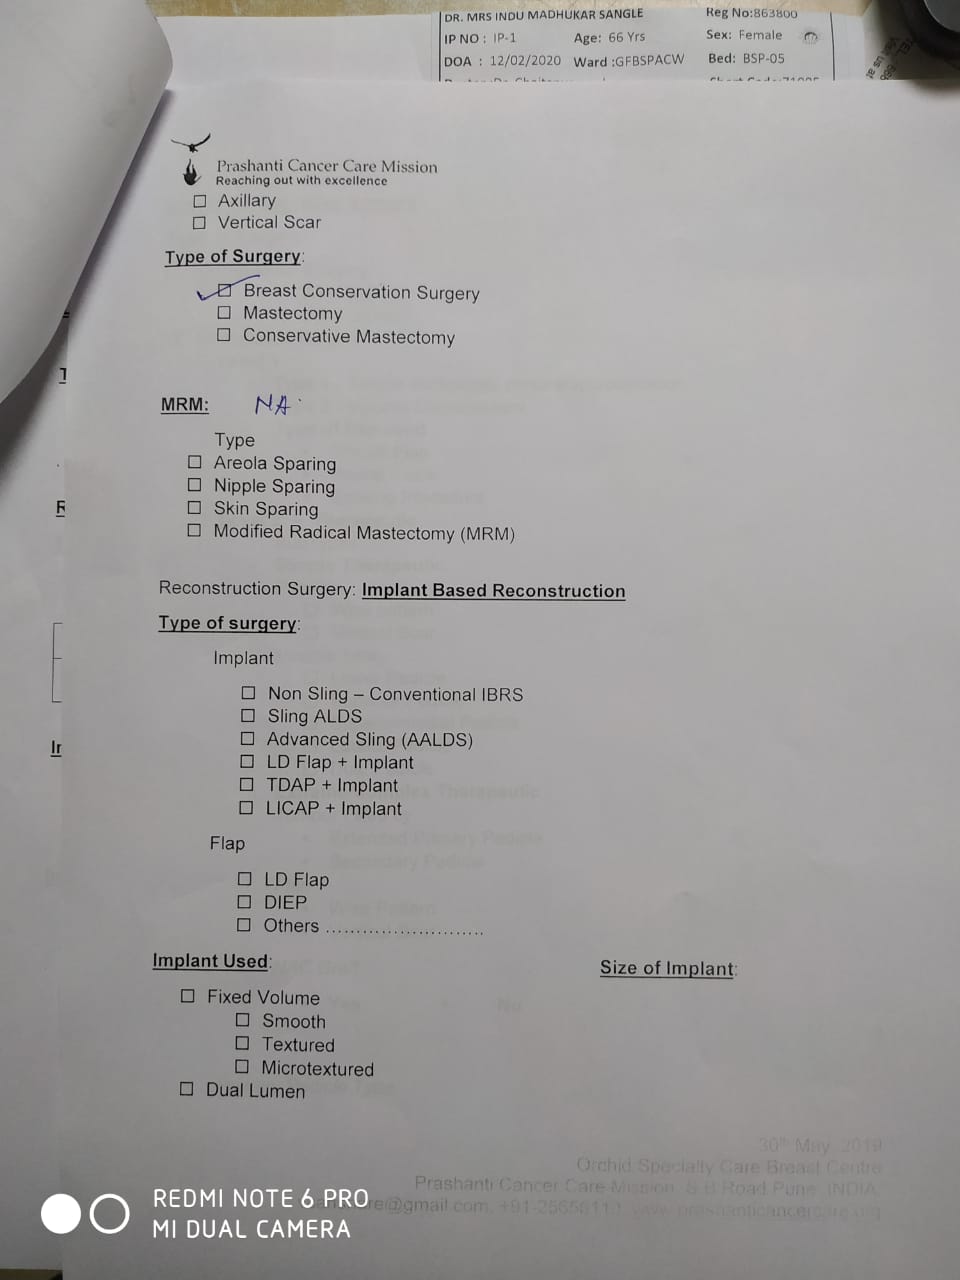 DR. MRS INDU MADHUKAR SANGLE Reg No:863800
IP NO : IP-1 Age: 66 Yrs Sex: Female
DOA : 12/02/2020 Ward :GFBSPACW Bed: BSP-05
Prashanti Cancer Care Mission
Reaching out with excellence
☐ Axillary
☐ Vertical Scar
Type of Surgery:
☑ Breast Conservation Surgery
☐ Mastectomy
☐ Conservative Mastectomy
MRM: NA
Type
☐ Areola Sparing
☐ Nipple Sparing
☐ Skin Sparing
☐ Modified Radical Mastectomy (MRM)
Reconstruction Surgery: Implant Based Reconstruction
Type of surgery:
Implant
☐ Non Sling – Conventional IBRS
☐ Sling ALDS
☐ Advanced Sling (AALDS)
☐ LD Flap + Implant
☐ TDAP + Implant
☐ LICAP + Implant
Flap
☐ LD Flap
☐ DIEP
☐ Others ..........................
Implant Used: Size of Implant:
☐ Fixed Volume
☐ Smooth
☐ Textured
☐ Microtextured
☐ Dual Lumen
30th May, 2019
Orchid Specialty Care Breast Centre
Prashanti Cancer Care Mission, S B Road Pune, INDIA
www.prashanticancercare.org
REDMI NOTE 6 PRO
MI DUAL CAMERA